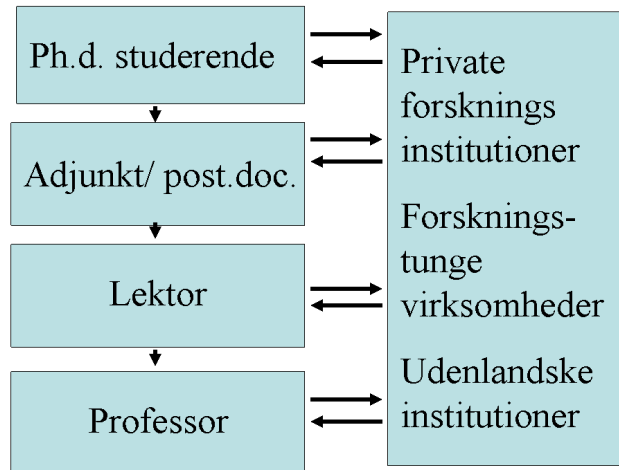 Ph.d. studerende
Adjunkt/ post.doc.
Lektor
Professor
Private
forsknings
institutioner
Forsknings-
tunge
virksomheder
Udenlandske
institutioner